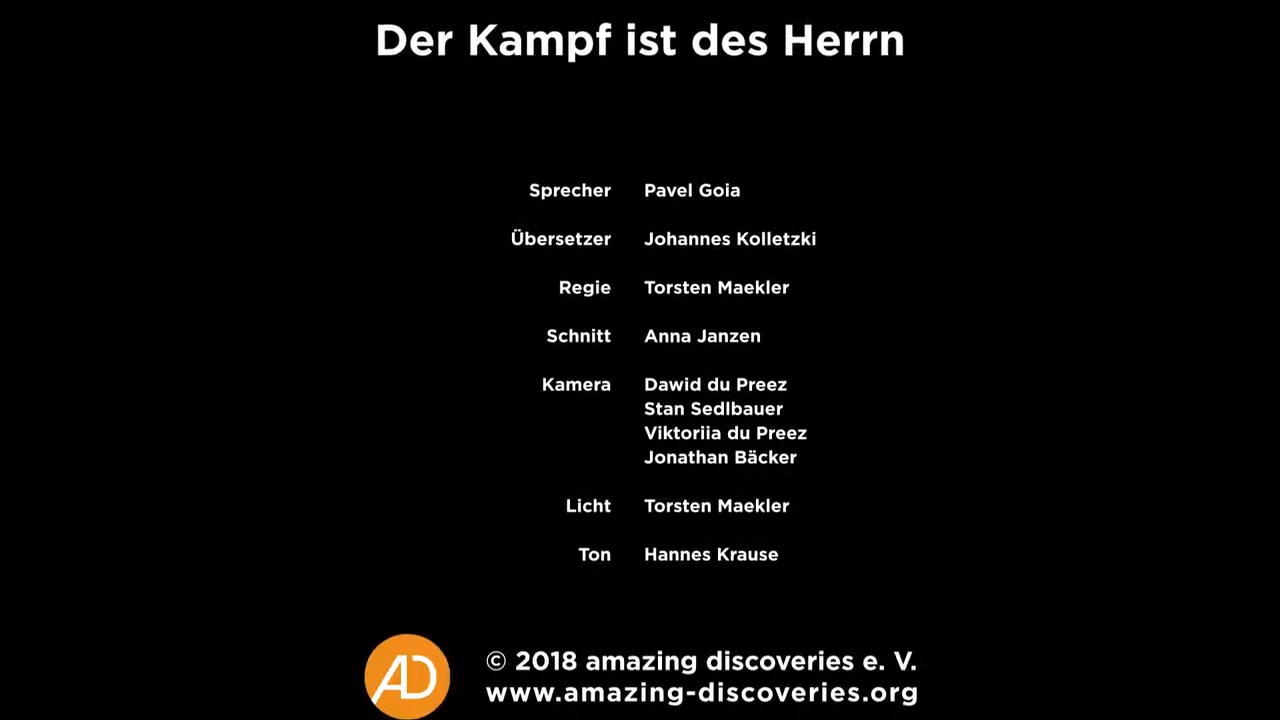 Der Kampf ist des Herrn
Sprecher Pavel Goia
Übersetzer Johannes Kolletzki
Regie Torsten Maekler
Schnitt Anna Janzen
Kamera Dawid du Preez
Stan Sedlbauer
Viktoriia du Preez
Jonathan Bäcker
Licht Torsten Maekler
Ton Hannes Krause
AD
© 2018 amazing discoveries e. V.
www.amazing-discoveries.org